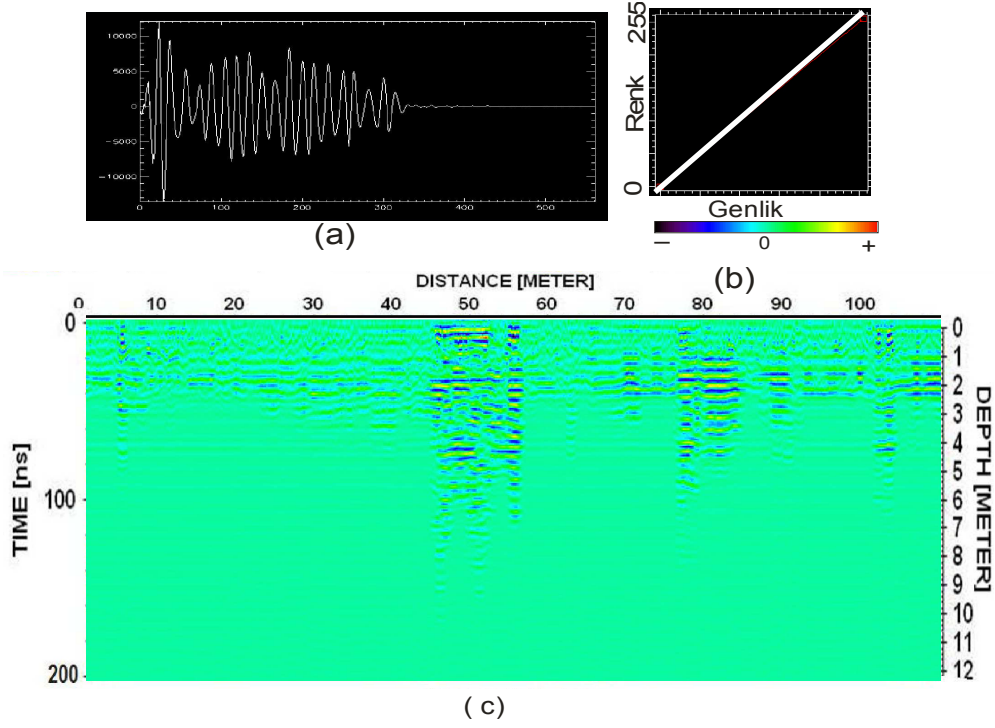 10000
5000
0
-5000
-10000
0 100 200 300 400 500
(a)
255
Renk
0
Genlik
— 0 +
(b)
DISTANCE [METER]
0 10 20 30 40 50 60 70 80 90 100
TIME [ns]
0
100
200
DEPTH [METER]
0
1
2
3
4
5
6
7
8
9
10
11
12
( c)